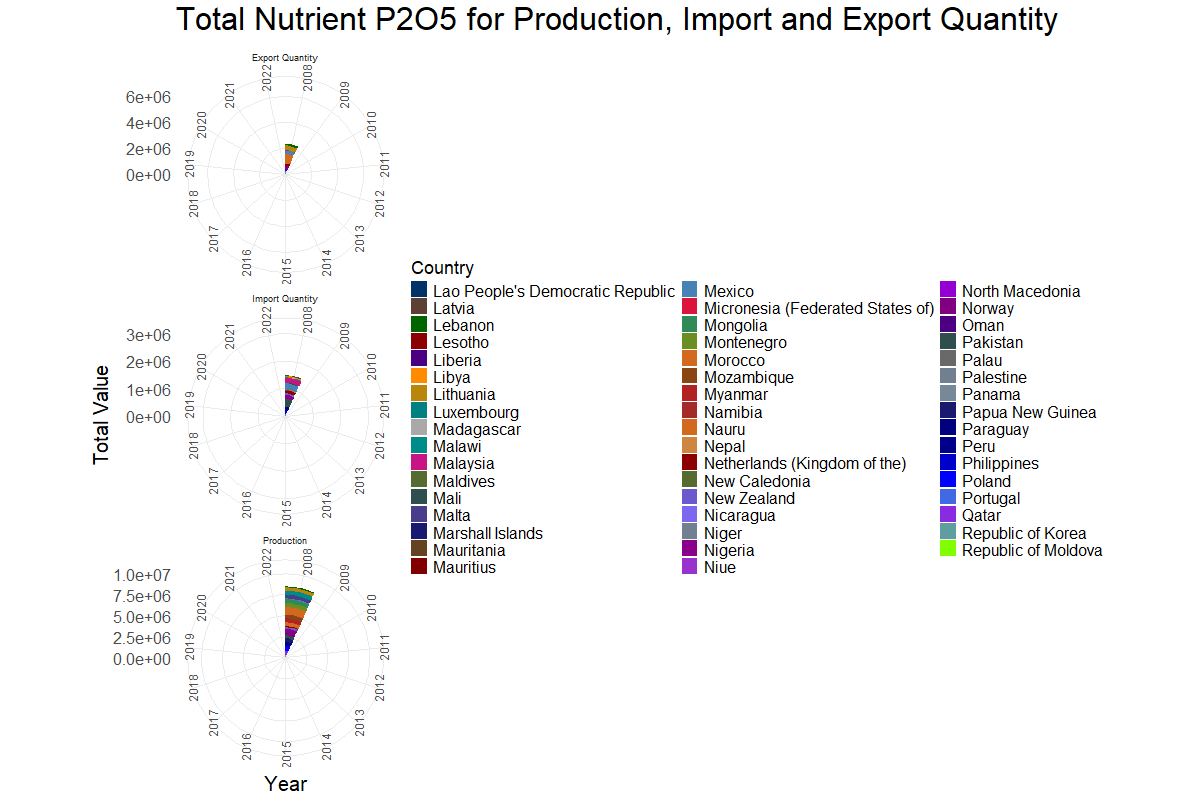 Total Nutrient P2O5 for Production, Import and Export Quantity
Export Quantity
6e+06
4e+06
2e+06
0e+00
2008
2009
2010
2011
2012
2013
2014
2015
2016
2017
2018
2019
2020
2021
2022
Import Quantity
3e+06
2e+06
1e+06
0e+00
2008
2009
2010
2011
2012
2013
2014
2015
2016
2017
2018
2019
2020
2021
2022
Production
1.0e+07
7.5e+06
5.0e+06
2.5e+06
0.0e+00
2008
2009
2010
2011
2012
2013
2014
2015
2016
2017
2018
2019
2020
2021
2022
Total Value
Year
Country
Lao People's Democratic Republic
Latvia
Lebanon
Lesotho
Liberia
Libya
Lithuania
Luxembourg
Madagascar
Malawi
Malaysia
Maldives
Mali
Malta
Marshall Islands
Mauritania
Mauritius
Mexico
Micronesia (Federated States of)
Mongolia
Montenegro
Morocco
Mozambique
Myanmar
Namibia
Nauru
Nepal
Netherlands (Kingdom of the)
New Caledonia
New Zealand
Nicaragua
Niger
Nigeria
Niue
North Macedonia
Norway
Oman
Pakistan
Palau
Palestine
Panama
Papua New Guinea
Paraguay
Peru
Philippines
Poland
Portugal
Qatar
Republic of Korea
Republic of Moldova